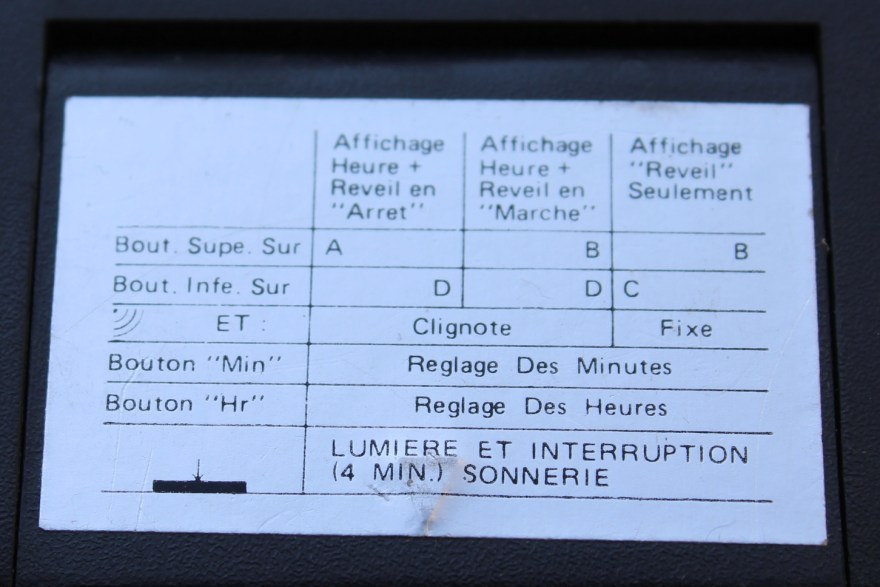 Affichage Heure + Reveil en "Arret"
Affichage Heure + Reveil en "Marche"
Affichage "Reveil" Seulement
Bout. Supe. Sur A B B
Bout. Infe. Sur D D C
ET : Clignote Fixe
Bouton "Min" Reglage Des Minutes
Bouton "Hr" Reglage Des Heures
LUMIERE ET INTERRUPTION
(4 MIN.) SONNERIE